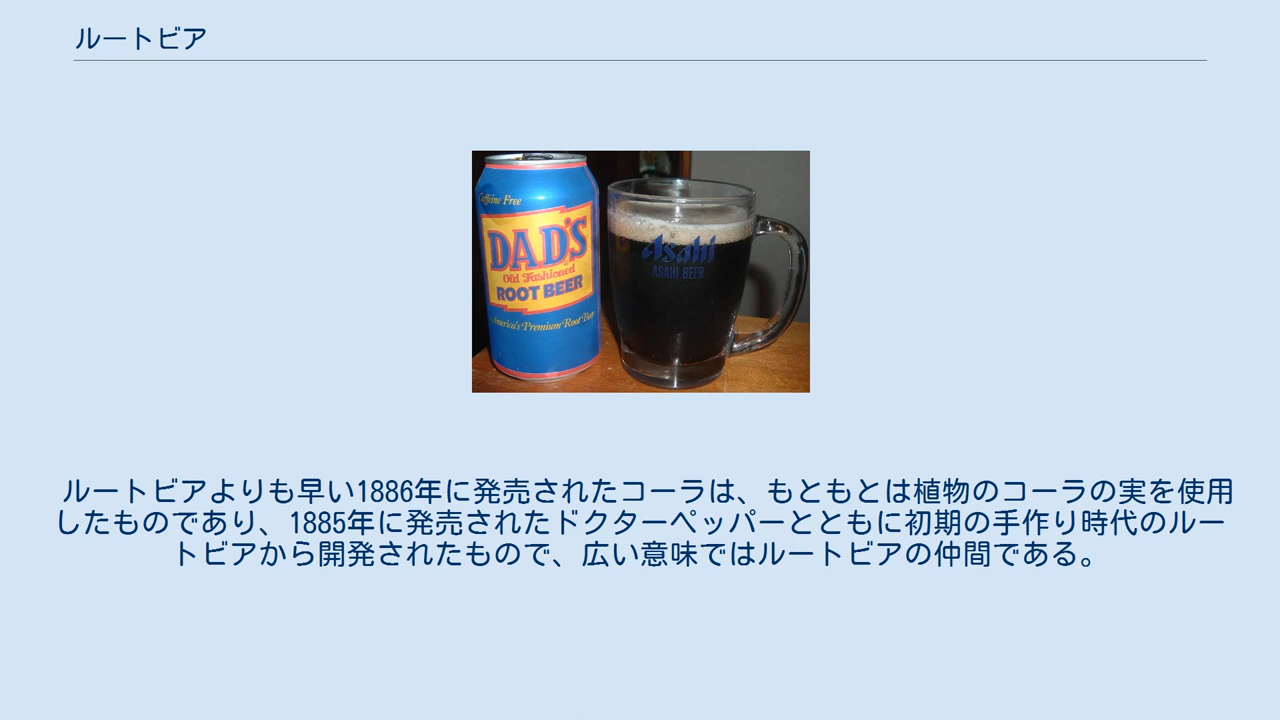 ルートビア
Caffeine Free
DAD'S
Old Fashioned
ROOT BEER
America's Premium Root Beer
Asahi
ASAHI BEER
ルートビアよりも早い1886年に発売されたコーラは、もともとは植物のコーラの実を使用
したものであり、1885年に発売されたドクターペッパーとともに初期の手作り時代のルー
トビアから開発されたもので、広い意味ではルートビアの仲間である。